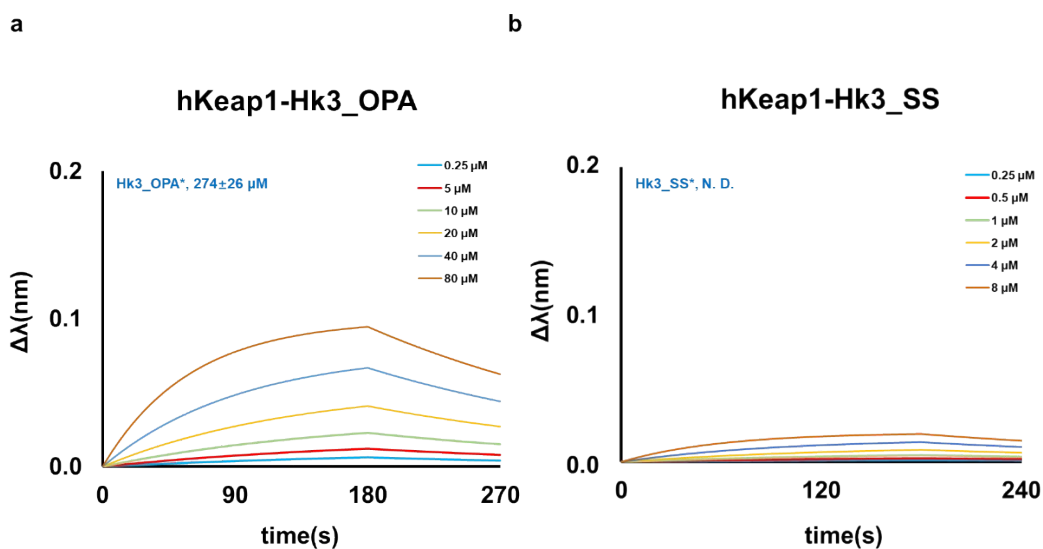 a
b
hKeap1-Hk3_OPA
hKeap1-Hk3_SS
0.2
Hk3_OPA*, 274±26 μM
0.25 μM
5 μM
10 μM
20 μM
40 μM
80 μM
0.1
0.0
Δλ(nm)
0
90
180
270
time(s)
0.2
Hk3_SS*, N. D.
0.25 μM
0.5 μM
1 μM
2 μM
4 μM
8 μM
0.1
0.0
Δλ(nm)
0
120
240
time(s)